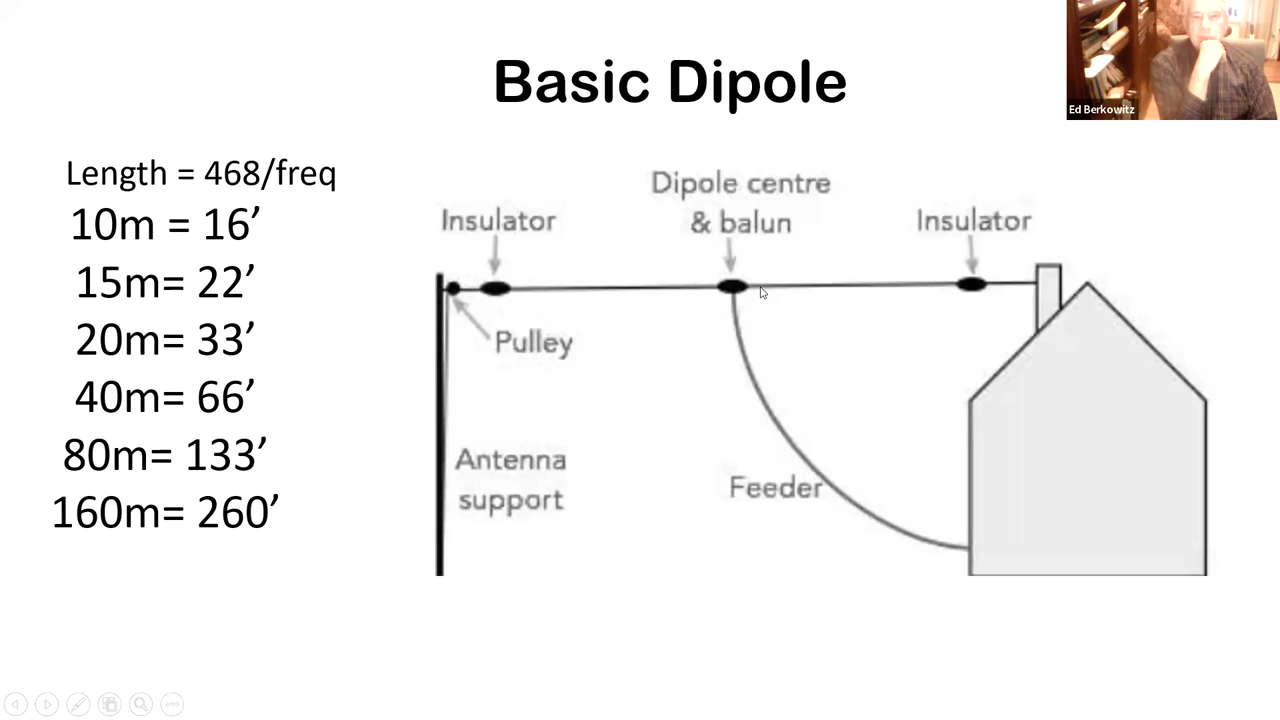 Basic Dipole
Ed Berkowitz
Length = 468/freq
10m = 16’
15m= 22’
20m= 33’
40m= 66’
80m= 133’
160m= 260’
Dipole centre
& balun
Insulator
Insulator
Pulley
Antenna
support
Feeder